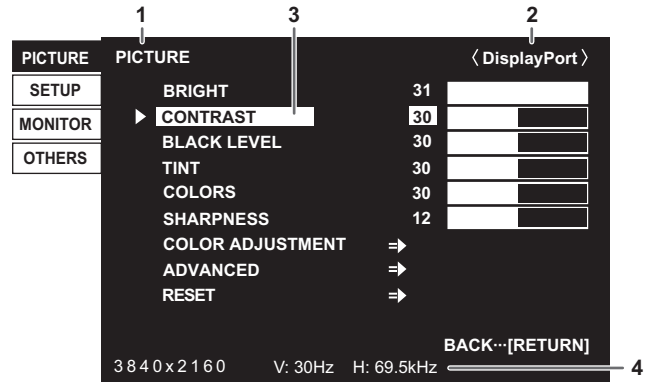 1 3 2
PICTURE
SETUP
MONITOR
OTHERS
PICTURE 〈DisplayPort〉
BRIGHT 31
CONTRAST 30
BLACK LEVEL 30
TINT 30
COLORS 30
SHARPNESS 12
COLOR ADJUSTMENT
ADVANCED
RESET
BACK···[RETURN]
3840x2160 V: 30Hz H: 69.5kHz 4